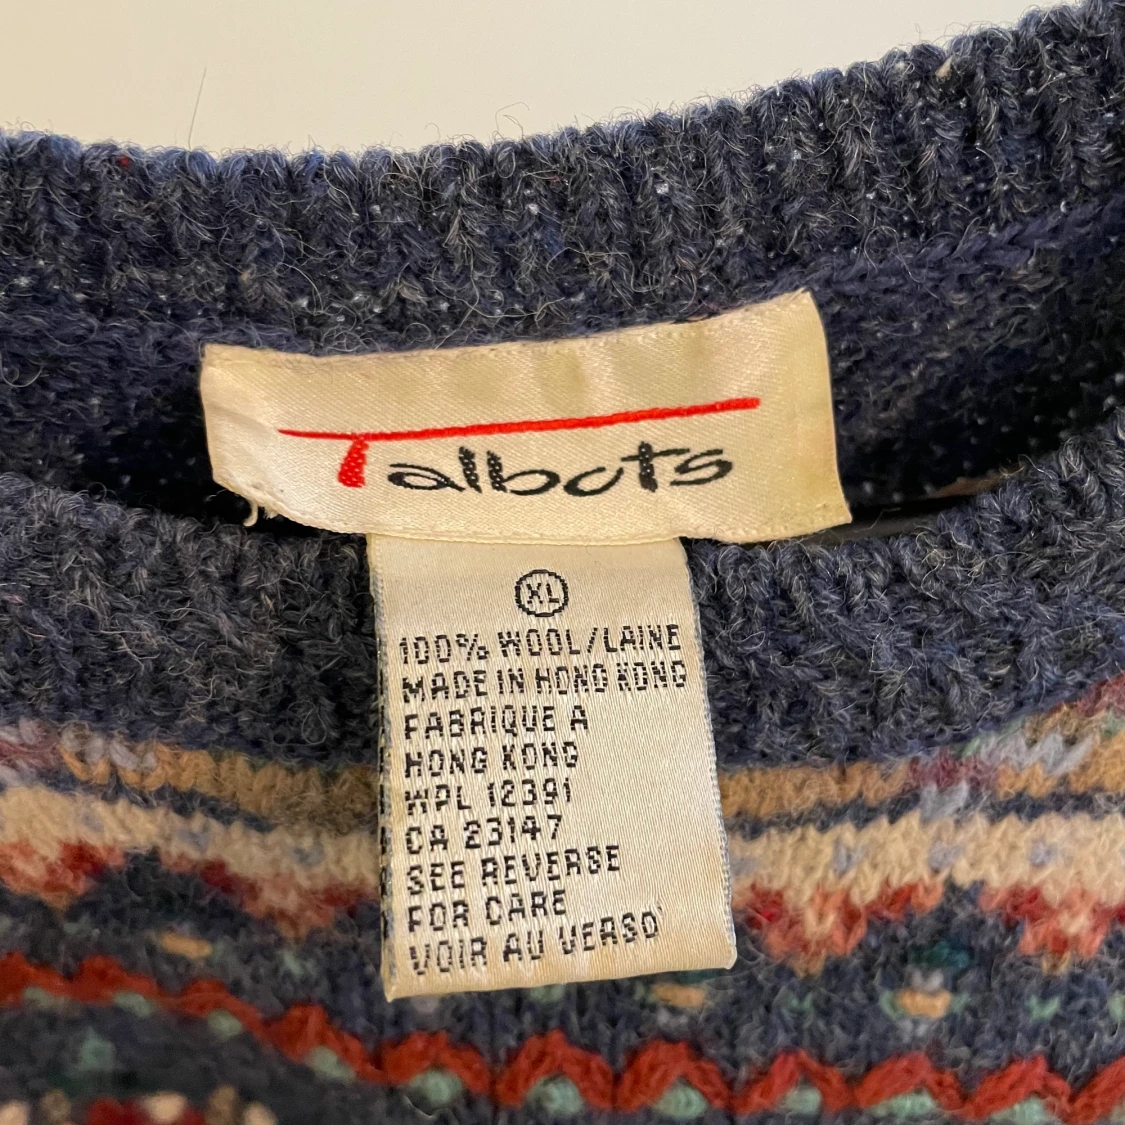 Talbots
XL
100% WOOL/LAINE
MADE IN HONG KONG
FABRIQUE A
HONG KONG
WPL 12391
CA 23147
SEE REVERSE
FOR CARE
VOIR AU VERSO